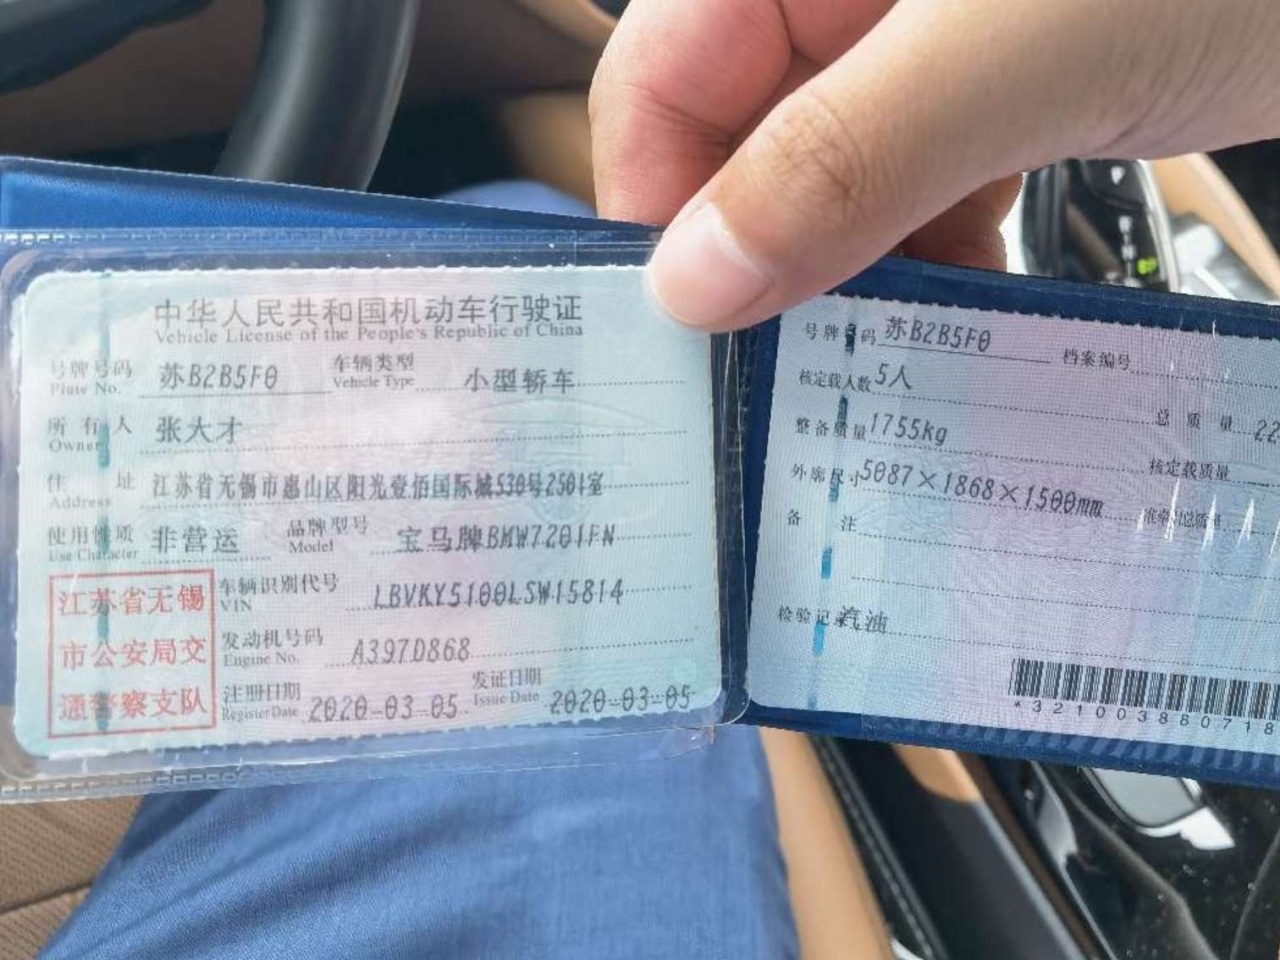 中华人民共和国机动车行驶证
Vehicle License of the People's Republic of China
号牌号码 苏B2B5F0 车辆类型 小型轿车
Plate No. Vehicle Type
所有人 张大才
Owner
住址 江苏省无锡市惠山区阳光壹佰国际城530号2501室
Address
使用性质 非营运 品牌型号 宝马牌BMW7201FN
Use Character Model
江苏省无锡
市公安局交
通警察支队
车辆识别代号 LBVKY5100LSW15814
VIN
发动机号码 A397D868
Engine No.
注册日期 2020-03-05 发证日期 2020-03-05
Register Date Issue Date
号牌号码 苏B2B5F0 档案编号
核定载人数 5人 总质量 22
整备质量 1755kg 核定载质量
外廓尺寸 5087×1868×1500mm
备注
检验记录 汽油
*321003880718